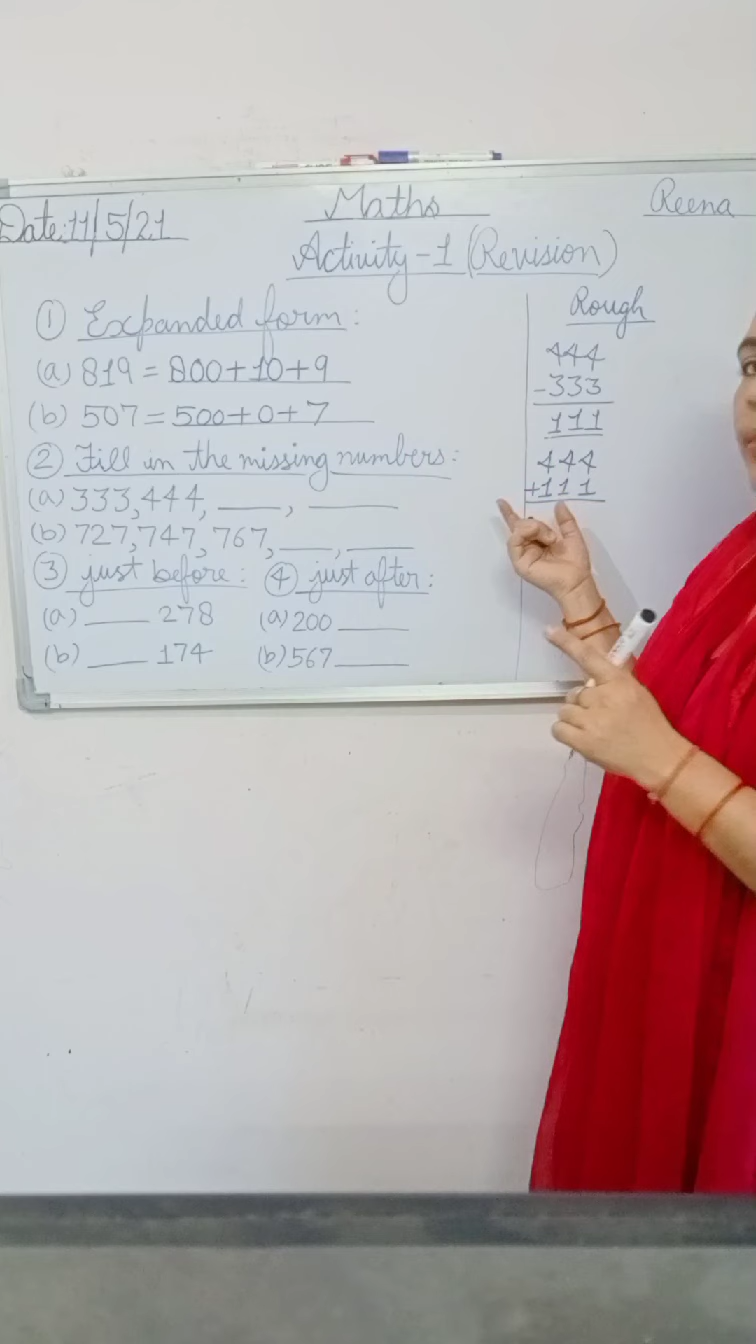 Date:11/5/21
Maths
Reena
Activity-1 (Revision)
① Expanded form:
(a) 819 = 800+10+9
(b) 507 = 500+0+7
② Fill in the missing numbers:
(a) 333,444, ____, ____
(b) 727,747,767, ____, ____
③ just before:
(a) ____ 278
(b) ____ 174
④ just after:
(a) 200 ____
(b) 567 ____
Rough
444
-333
111
444
+111